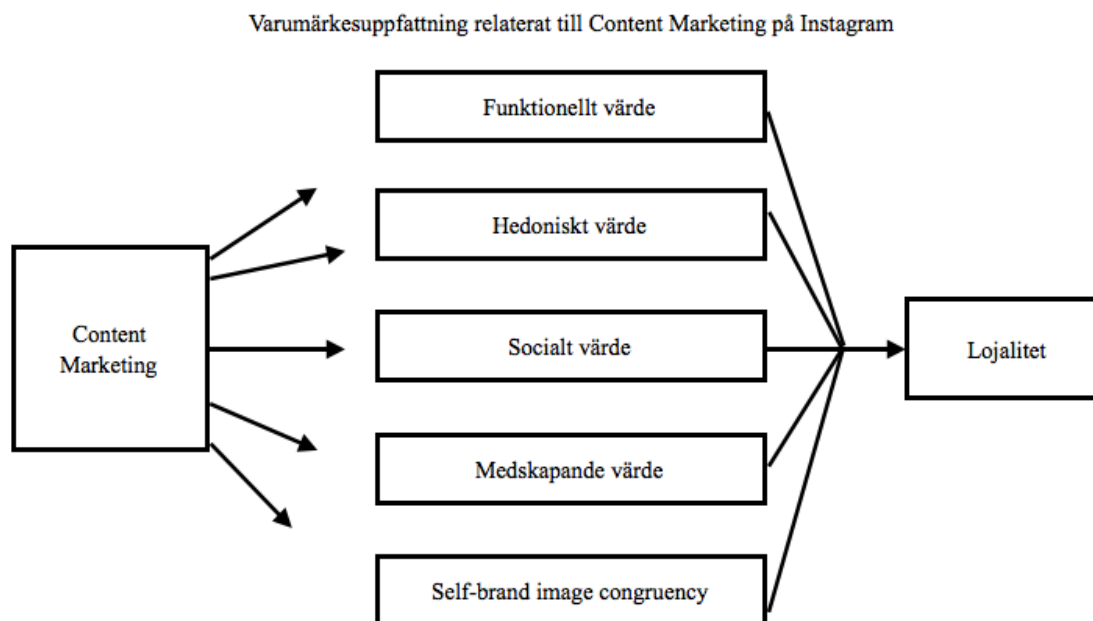 Varumärkesuppfattning relaterat till Content Marketing på Instagram
Funktionellt värde
Hedoniskt värde
Content
Marketing
Socialt värde
Lojalitet
Medskapande värde
Self-brand image congruency